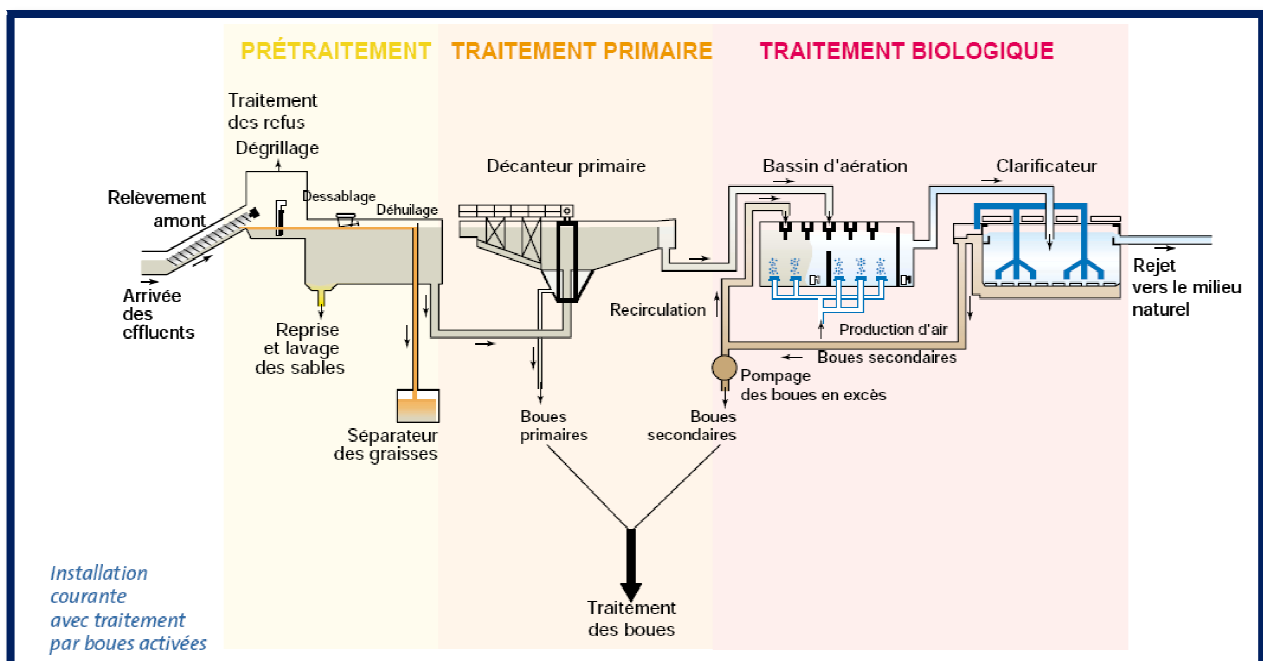 PRÉTRAITEMENT
TRAITEMENT PRIMAIRE
TRAITEMENT BIOLOGIQUE
Traitement
des refus
Dégrillage
Relèvement
amont
Dessablage
Déhuilage
Arrivée
des
effluents
Reprise
et lavage
des sables
Séparateur
des graisses
Décanteur primaire
Boues
primaires
Bassin d'aération
Clarificateur
Recirculation
Production d'air
Boues secondaires
Pompage
des boues en excès
Boues
secondaires
Rejet
vers le milieu
naturel
Traitement
des boues
Installation
courante
avec traitement
par boues activées